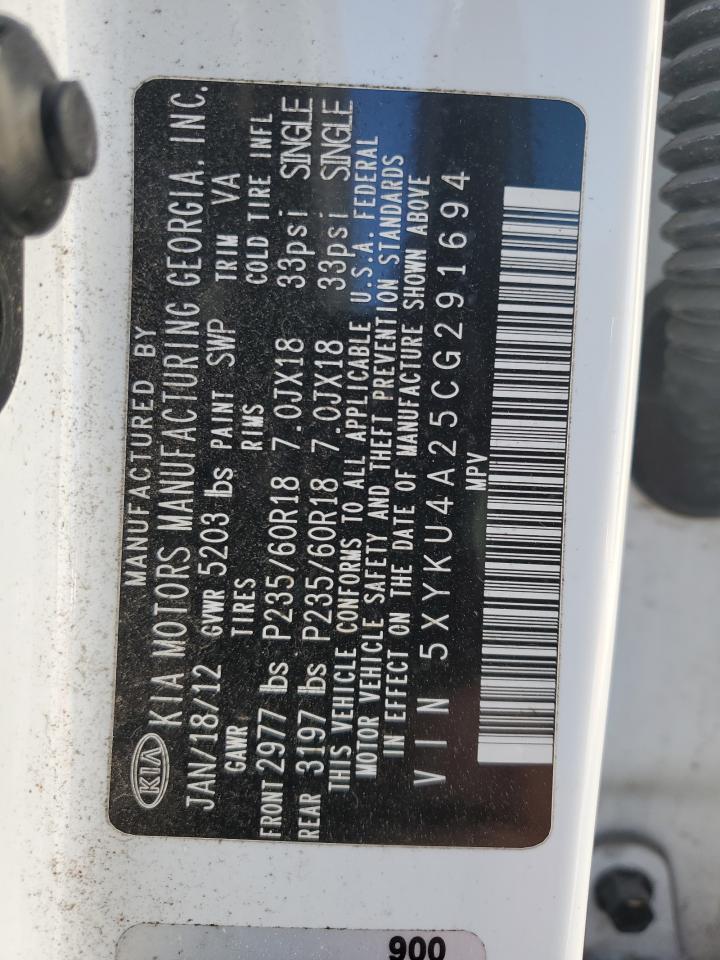 MANUFACTURED BY
KIA KIA MOTORS MANUFACTURING GEORGIA, INC.
JAN/18/12 GVWR 5203 lbs PAINT SWP TRIM VA
GAWR TIRES RIMS COLD TIRE INFL
FRONT 2977 lbs P235/60R18 7.0JX18 33psi SINGLE
REAR 3197 lbs P235/60R18 7.0JX18 33psi SINGLE
THIS VEHICLE CONFORMS TO ALL APPLICABLE U.S.A. FEDERAL
MOTOR VEHICLE SAFETY AND THEFT PREVENTION STANDARDS
IN EFFECT ON THE DATE OF MANUFACTURE SHOWN ABOVE
VIN 5XYKU4A25CG291694
MPV
900